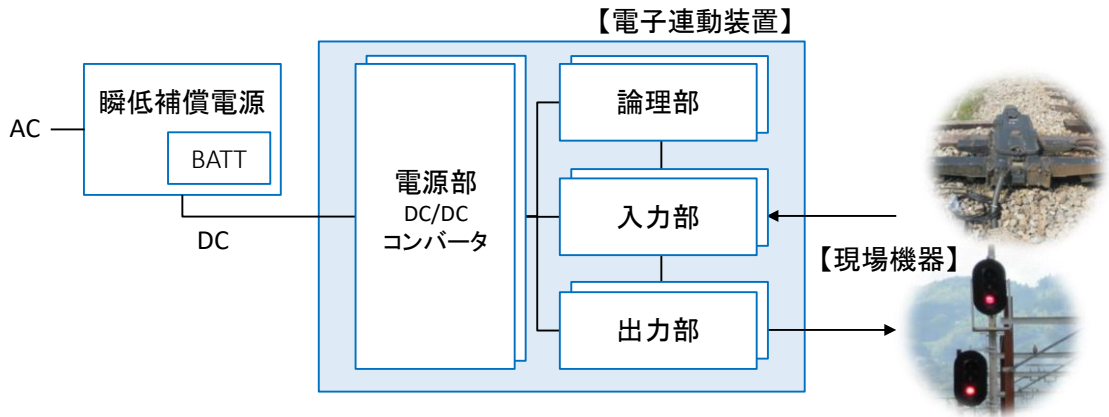 【電子連動装置】
瞬低補償電源
AC
BATT
DC
電源部
DC/DC
コンバータ
論理部
入力部
出力部
【現場機器】